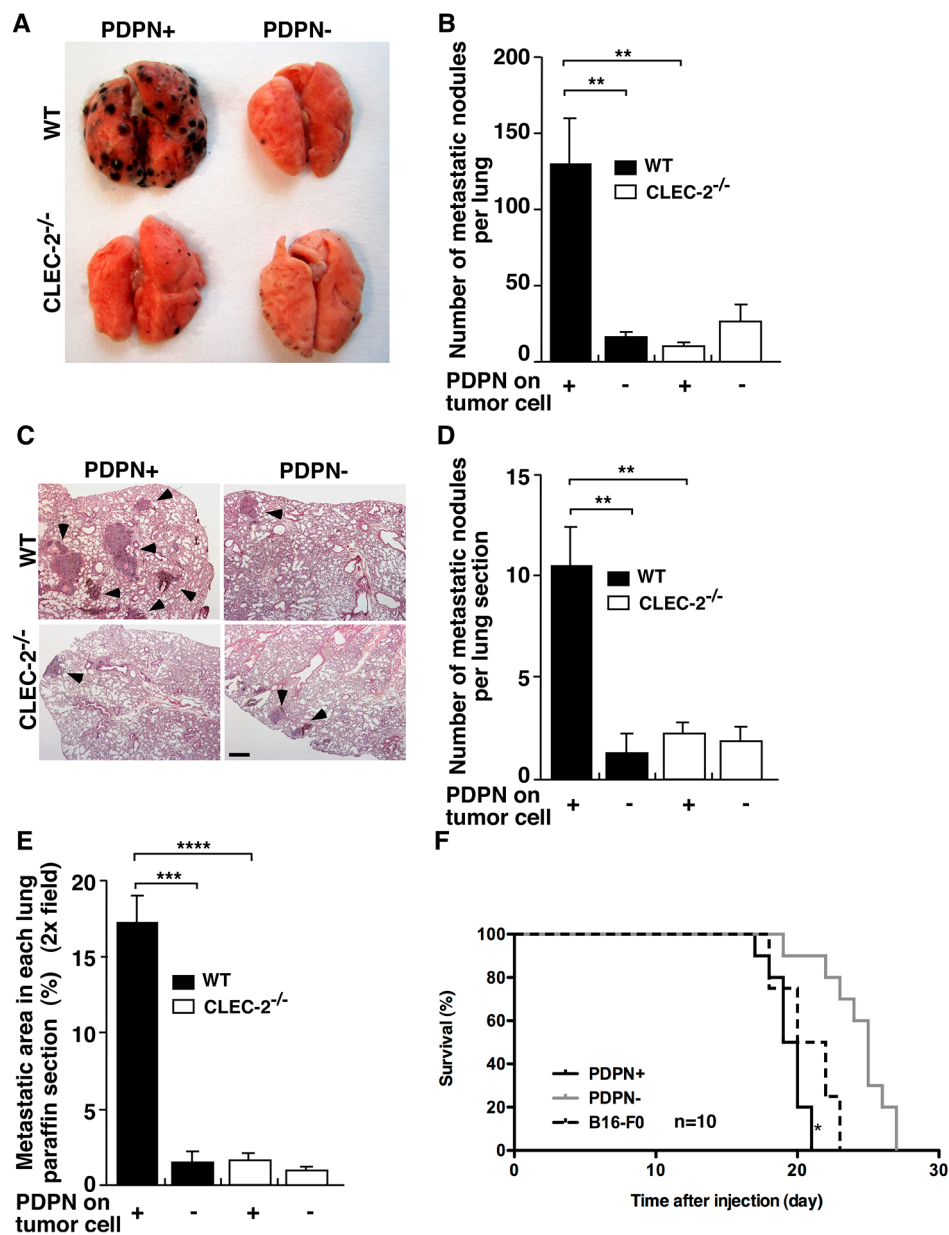 A
PDPN+ PDPN-
WT
CLEC-2-/-
B
Number of metastatic nodules
per lung
200
150
100
50
0
**
**
WT
CLEC-2-/-
PDPN on
tumor cell
+ - + -
C
PDPN+ PDPN-
WT
CLEC-2-/-
D
Number of metastatic nodules
per lung section
15
10
5
0
**
**
WT
CLEC-2-/-
PDPN on
tumor cell
+ - + -
E
Metastatic area in each lung
paraffin section (%) (2x field)
20
15
10
5
0
****
***
WT
CLEC-2-/-
PDPN on
tumor cell
+ - + -
F
Survival (%)
100
80
60
40
20
0
PDPN+
PDPN-
B16-F0 n=10
*
0 10 20 30
Time after injection (day)